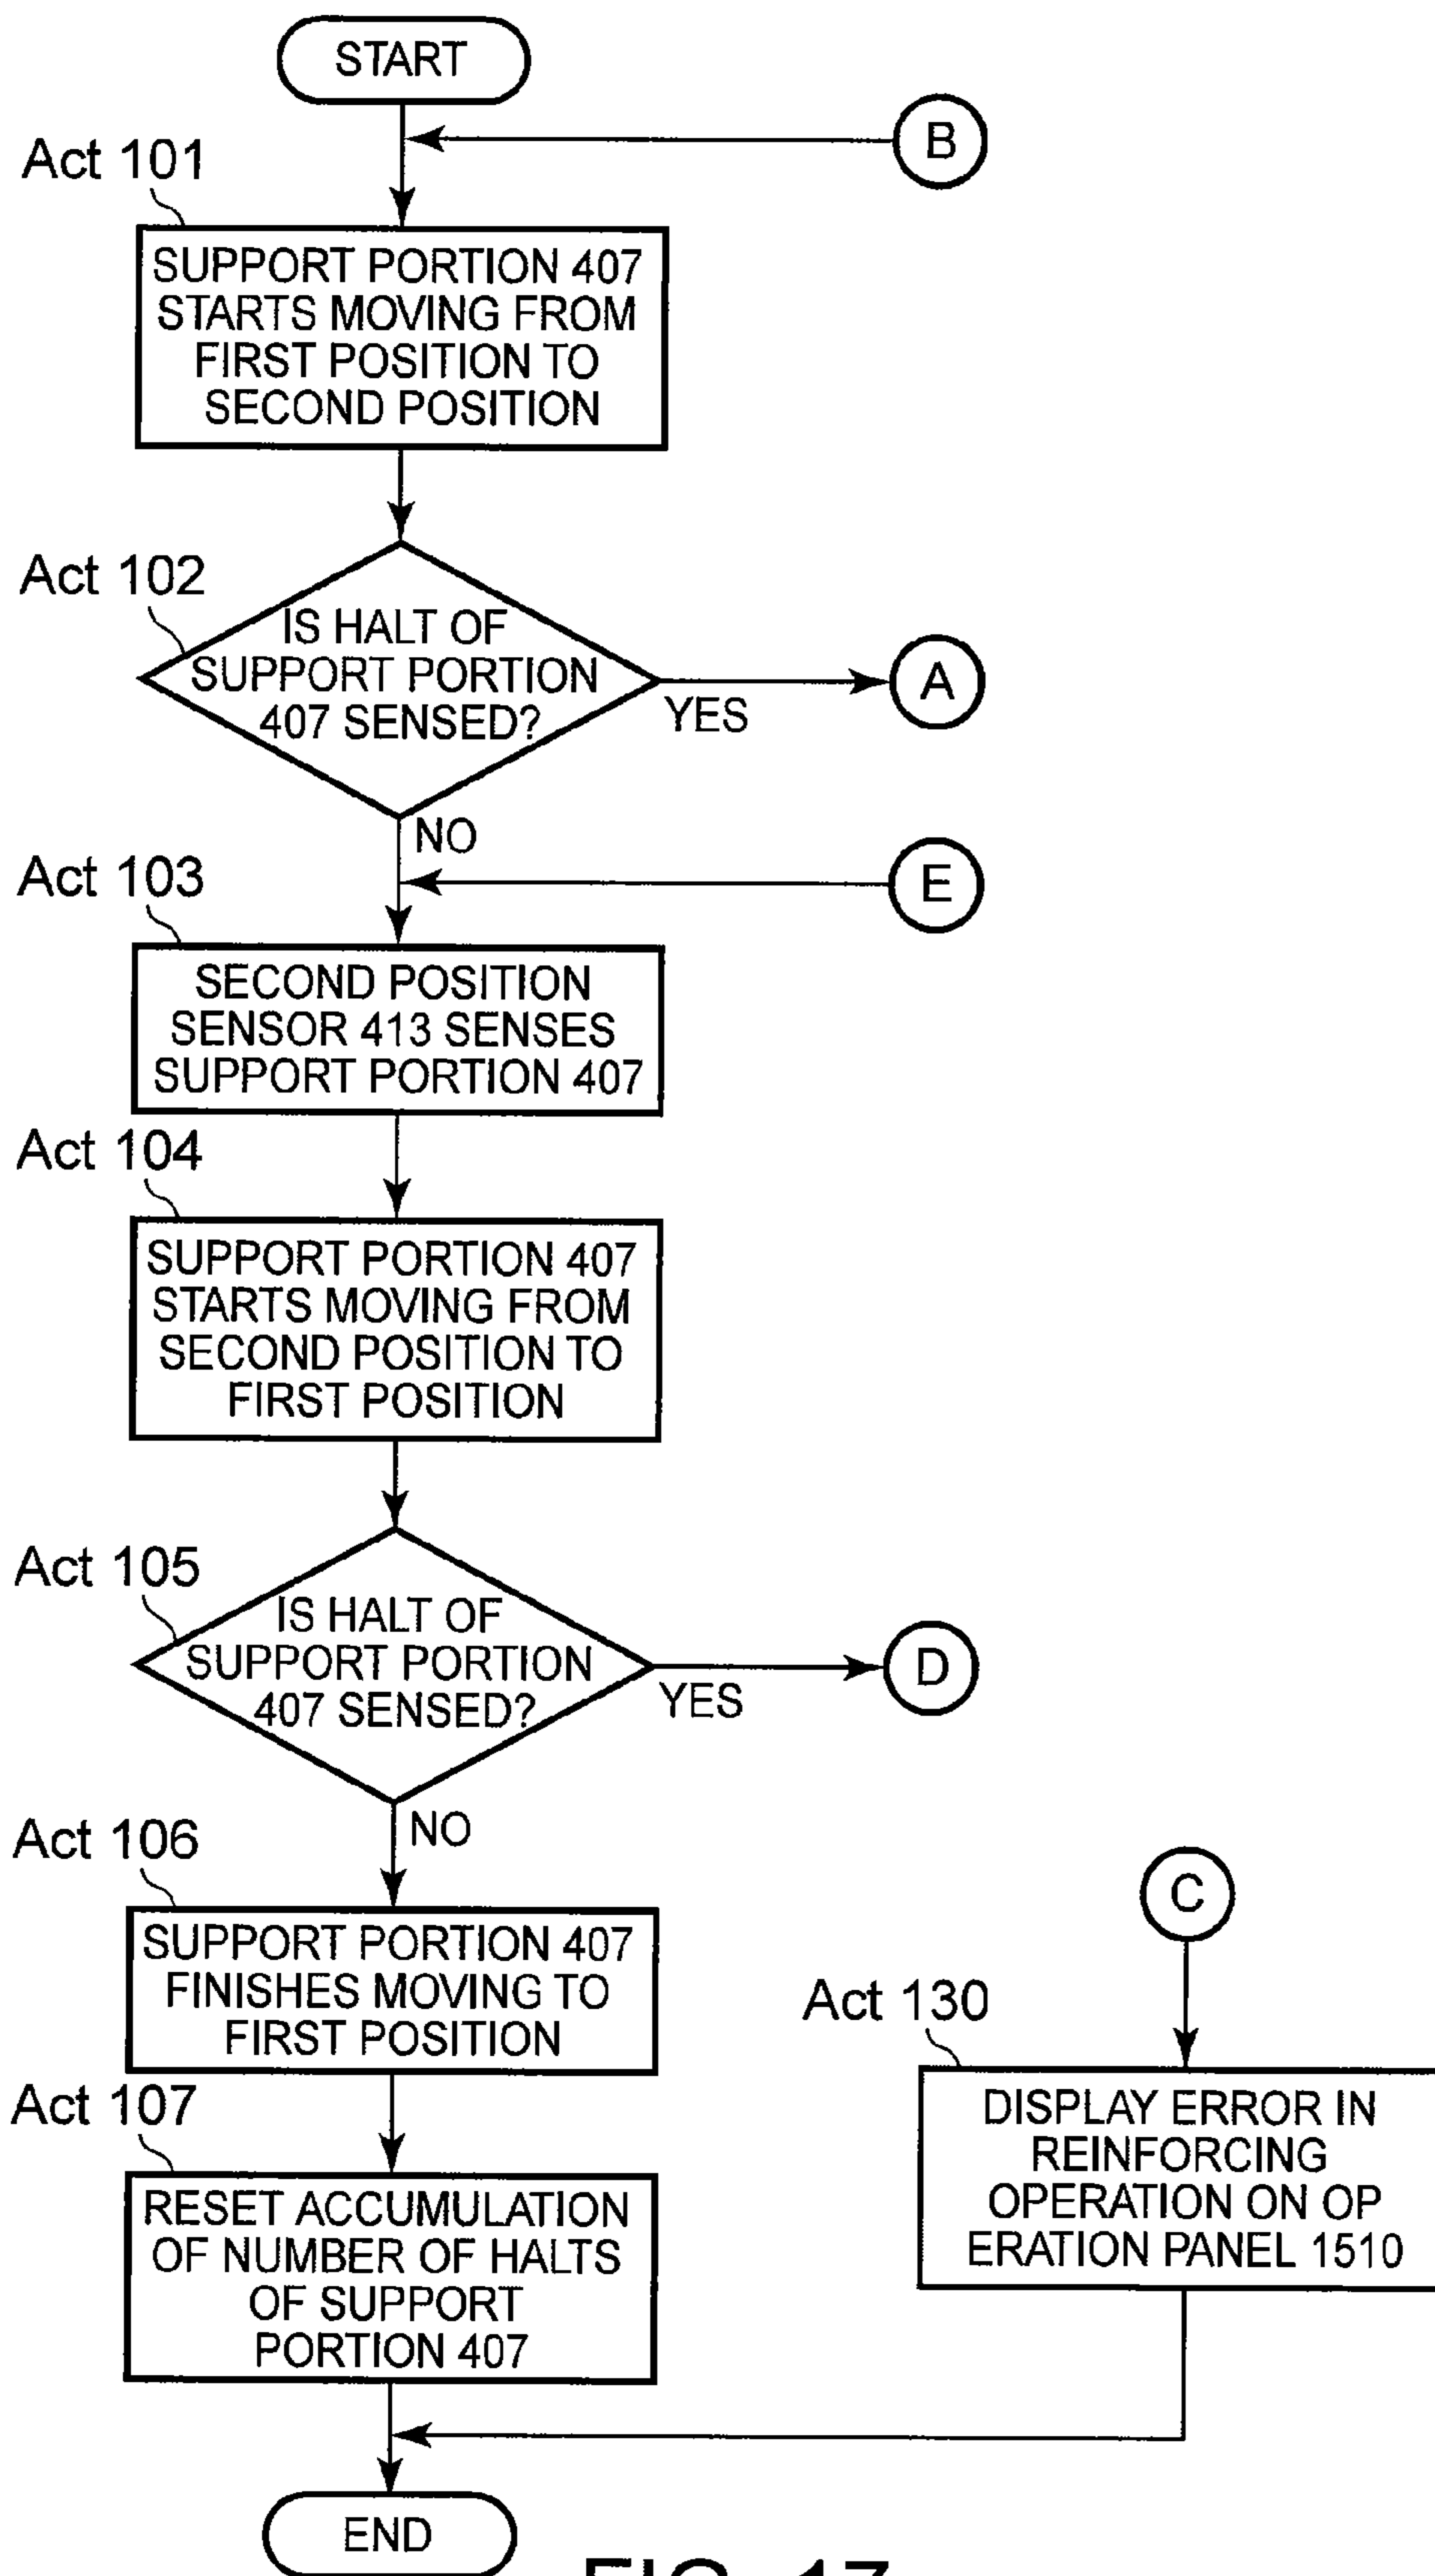 START
B
Act 101
SUPPORT PORTION 407
STARTS MOVING FROM
FIRST POSITION TO
SECOND POSITION
Act 102
IS HALT OF
SUPPORT PORTION
407 SENSED?
YES
A
NO
E
Act 103
SECOND POSITION
SENSOR 413 SENSES
SUPPORT PORTION 407
Act 104
SUPPORT PORTION 407
STARTS MOVING FROM
SECOND POSITION TO
FIRST POSITION
Act 105
IS HALT OF
SUPPORT PORTION
407 SENSED?
YES
D
NO
Act 106
SUPPORT PORTION 407
FINISHES MOVING TO
FIRST POSITION
Act 107
RESET ACCUMULATION
OF NUMBER OF HALTS
OF SUPPORT
PORTION 407
C
Act 130
DISPLAY ERROR IN
REINFORCING
OPERATION ON OP
ERATION PANEL 1510
END
FIG. 17